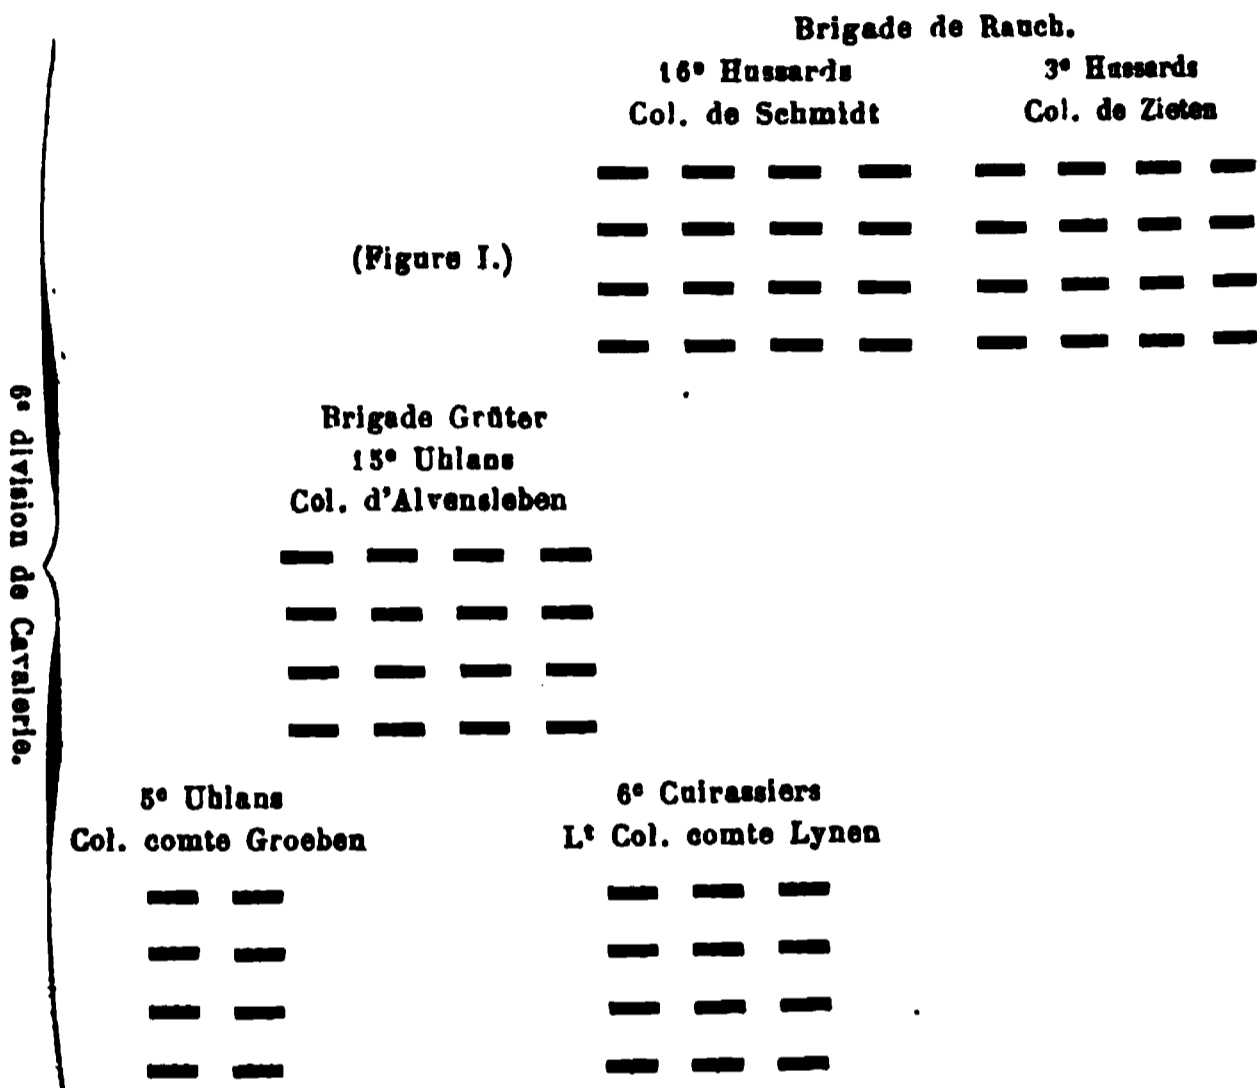 Brigade de Rauch.
16e Hussards
Col. de Schmidt
3e Hussards
Col. de Zieten
(Figure I.)
6e division de Cavalerie.
Brigade Grüter
15e Uhlans
Col. d'Alvensleben
5e Uhlans
Col. comte Groeben
6e Cuirassiers
Lt Col. comte Lynen